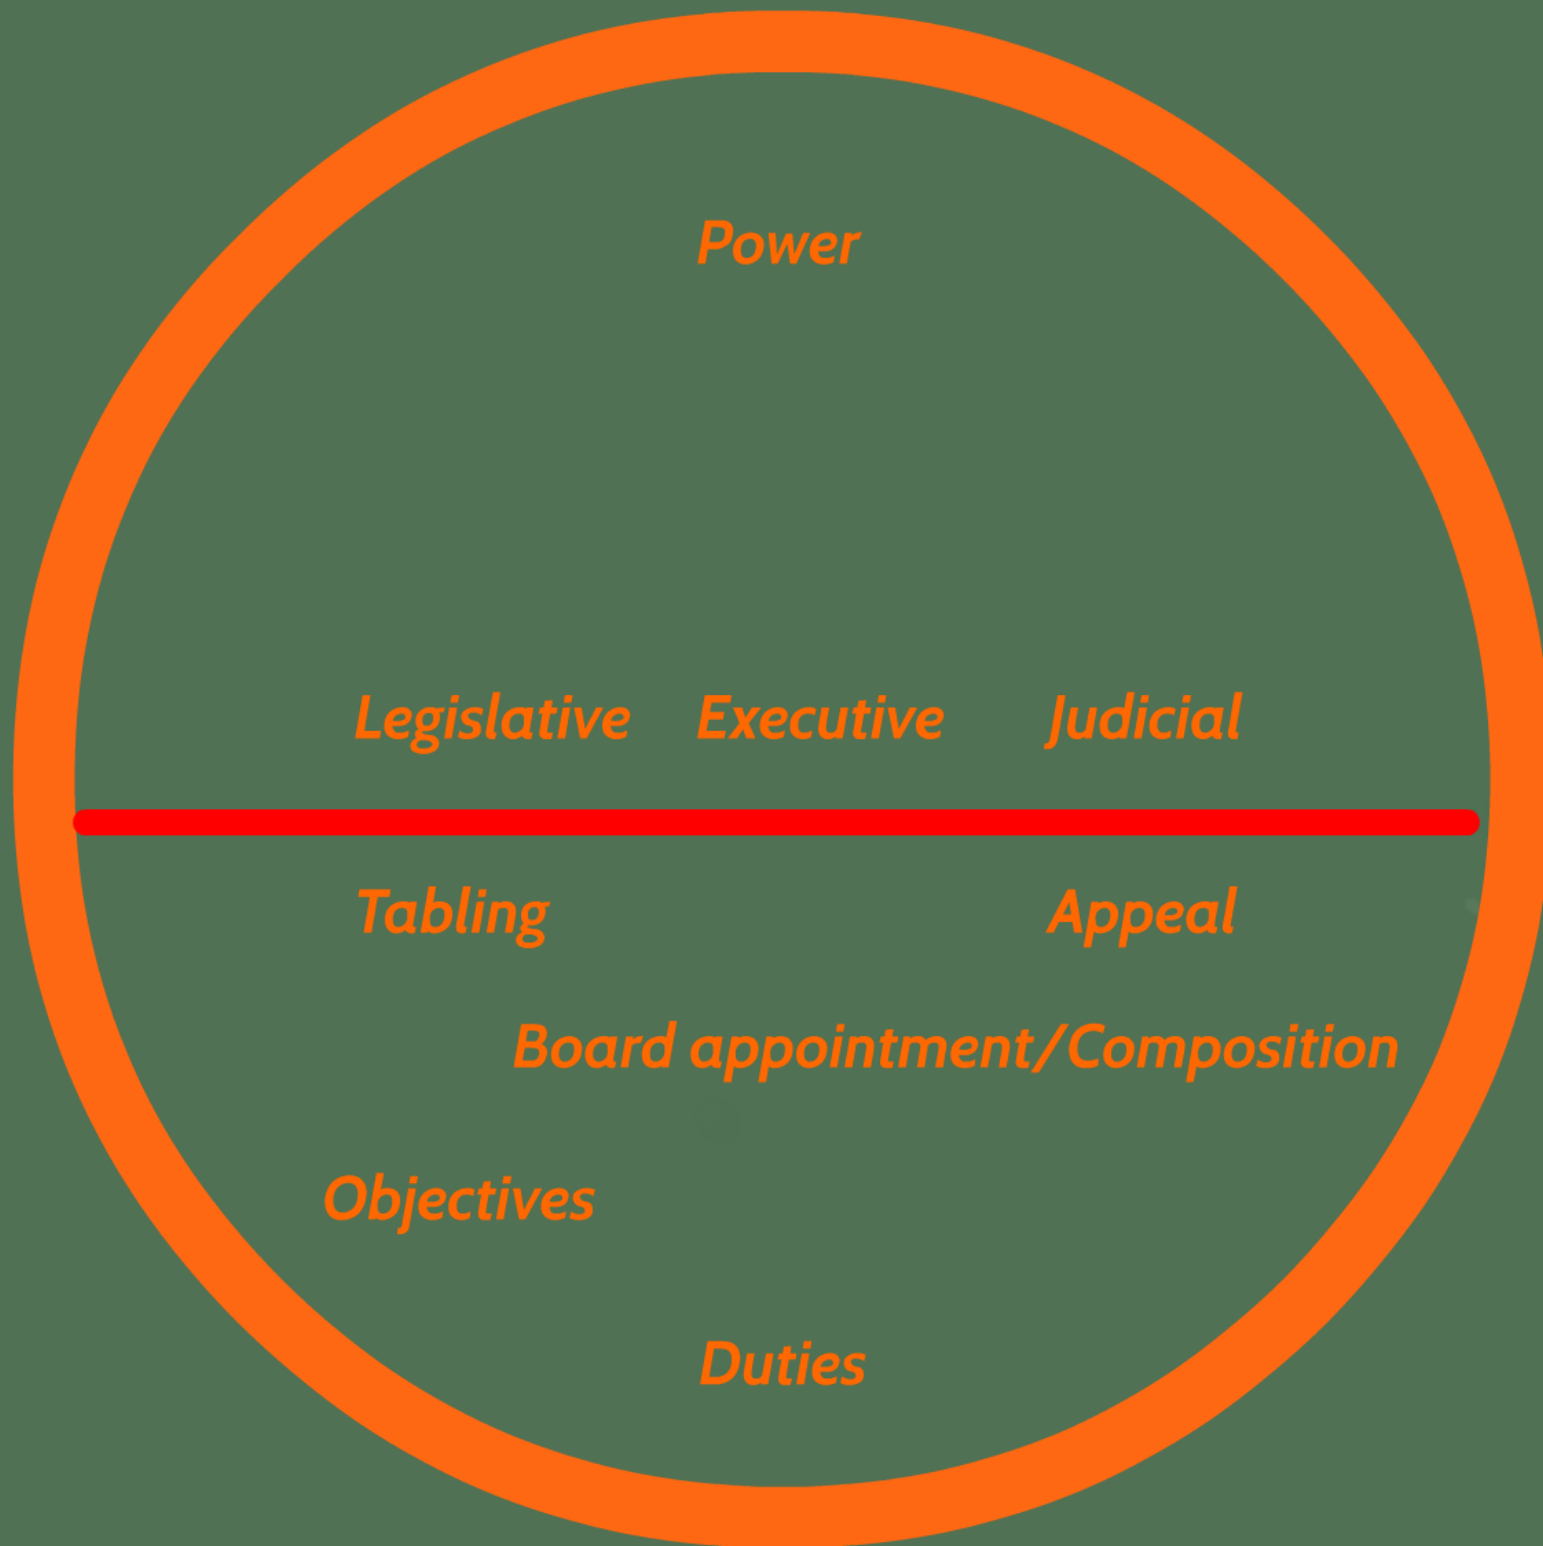 Power
Legislative Executive Judicial
Tabling Appeal
Board appointment/Composition
Objectives
Duties